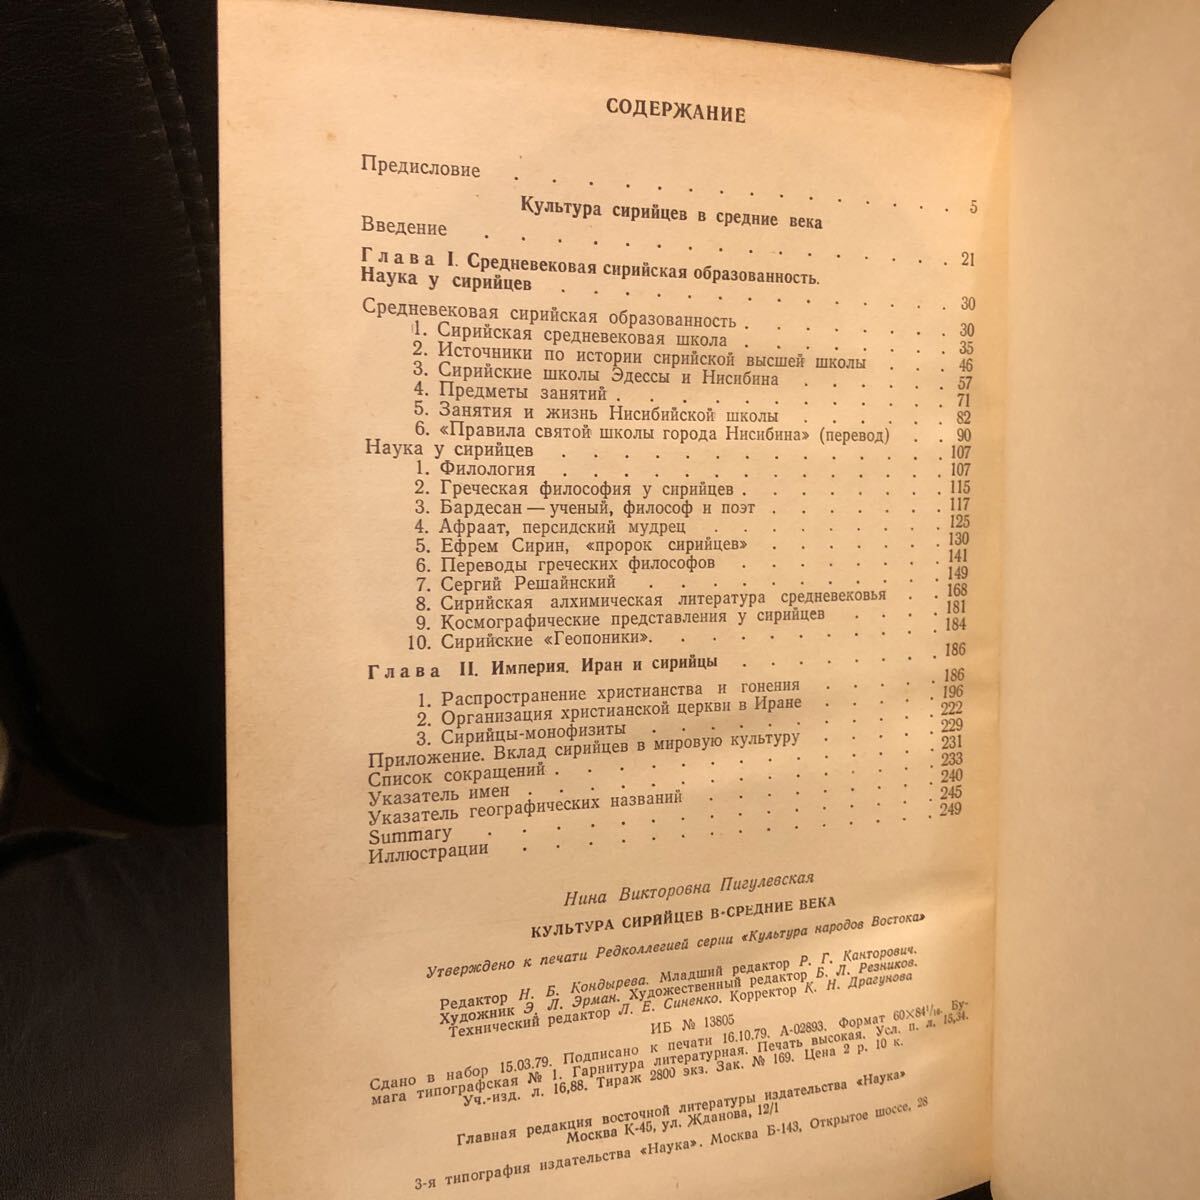 СОДЕРЖАНИЕ
Предисловие . . . . . . . . . . . . 5
Культура сирийцев в средние века
Введение . . . . . . . . . . . . 21
Глава I. Средневековая сирийская образованность.
Наука у сирийцев . . . . . . . . . . . 30
Средневековая сирийская образованность . . . . . . 30
1. Сирийская средневековая школа . . . . . . 35
2. Источники по истории сирийской высшей школы . . . 46
3. Сирийские школы Эдессы и Нисибина . . . . . 57
4. Предметы занятий . . . . . . . . . 71
5. Занятия и жизнь Нисибийской школы . . . . . 82
6. «Правила святой школы города Нисибина» (перевод) . . 90
Наука у сирийцев . . . . . . . . . . . 107
1. Филология . . . . . . . . . . . 107
2. Греческая философия у сирийцев . . . . . . 115
3. Бардесан — ученый, философ и поэт . . . . . 117
4. Афраат, персидский мудрец . . . . . . . 125
5. Ефрем Сирин, «пророк сирийцев» . . . . . 130
6. Переводы греческих философов . . . . . . 141
7. Сергий Решайнский . . . . . . . . 149
8. Сирийская алхимическая литература средневековья . . 168
9. Космографические представления у сирийцев . . . . 181
10. Сирийские «Геопоники». . . . . . . . . 184
Глава II. Империя. Иран и сирийцы . . . . . . . 186
1. Распространение христианства и гонения . . . . 186
2. Организация христианской церкви в Иране . . . . 196
3. Сирийцы-монофизиты . . . . . . . . 222
Приложение. Вклад сирийцев в мировую культуру . . . . 229
Список сокращений . . . . . . . . . . . 231
Указатель имен . . . . . . . . . . . . 233
Указатель географических названий . . . . . . . 240
Summary . . . . . . . . . . . . . 245
Иллюстрации . . . . . . . . . . . . 249
Нина Викторовна Пигулевская
КУЛЬТУРА СИРИЙЦЕВ В-СРЕДНИЕ ВЕКА
Утверждено к печати Редколлегией серии «Культура народов Востока»
Редактор Н. Б. Кондырева. Младший редактор Р. Г. Канторович.
Художник Э. Л. Эрман. Художественный редактор Б. Л. Резников.
Технический редактор Л. Е. Синенко. Корректор К. Н. Драгунова
ИБ № 13805
Сдано в набор 15.03.79. Подписано к печати 16.10.79. А-02893. Формат 60×84¹/₁₆. Бу-
мага типографская № 1. Гарнитура литературная. Печать высокая. Усл. п. л. 15,34.
Уч.-изд. л. 16,88. Тираж 2800 экз. Зак. № 169. Цена 2 р. 10 к.
Главная редакция восточной литературы издательства «Наука»
Москва К-45, ул. Жданова, 12/1
3-я типография издательства «Наука». Москва Б-143, Открытое шоссе, 28